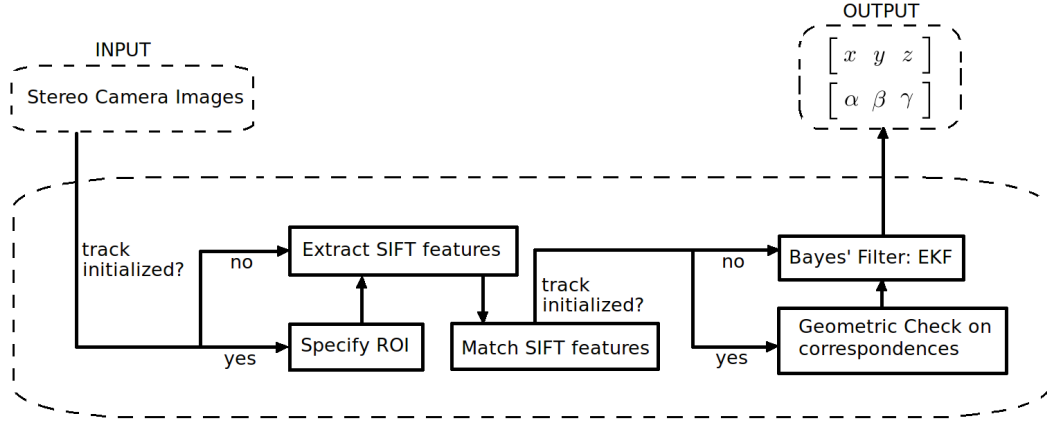 OUTPUT
[ x y z ]
[ α β γ ]
INPUT
Stereo Camera Images
track
initialized?
no
Extract SIFT features
yes
Specify ROI
Match SIFT features
track
initialized?
no
Bayes' Filter: EKF
yes
Geometric Check on
correspondences